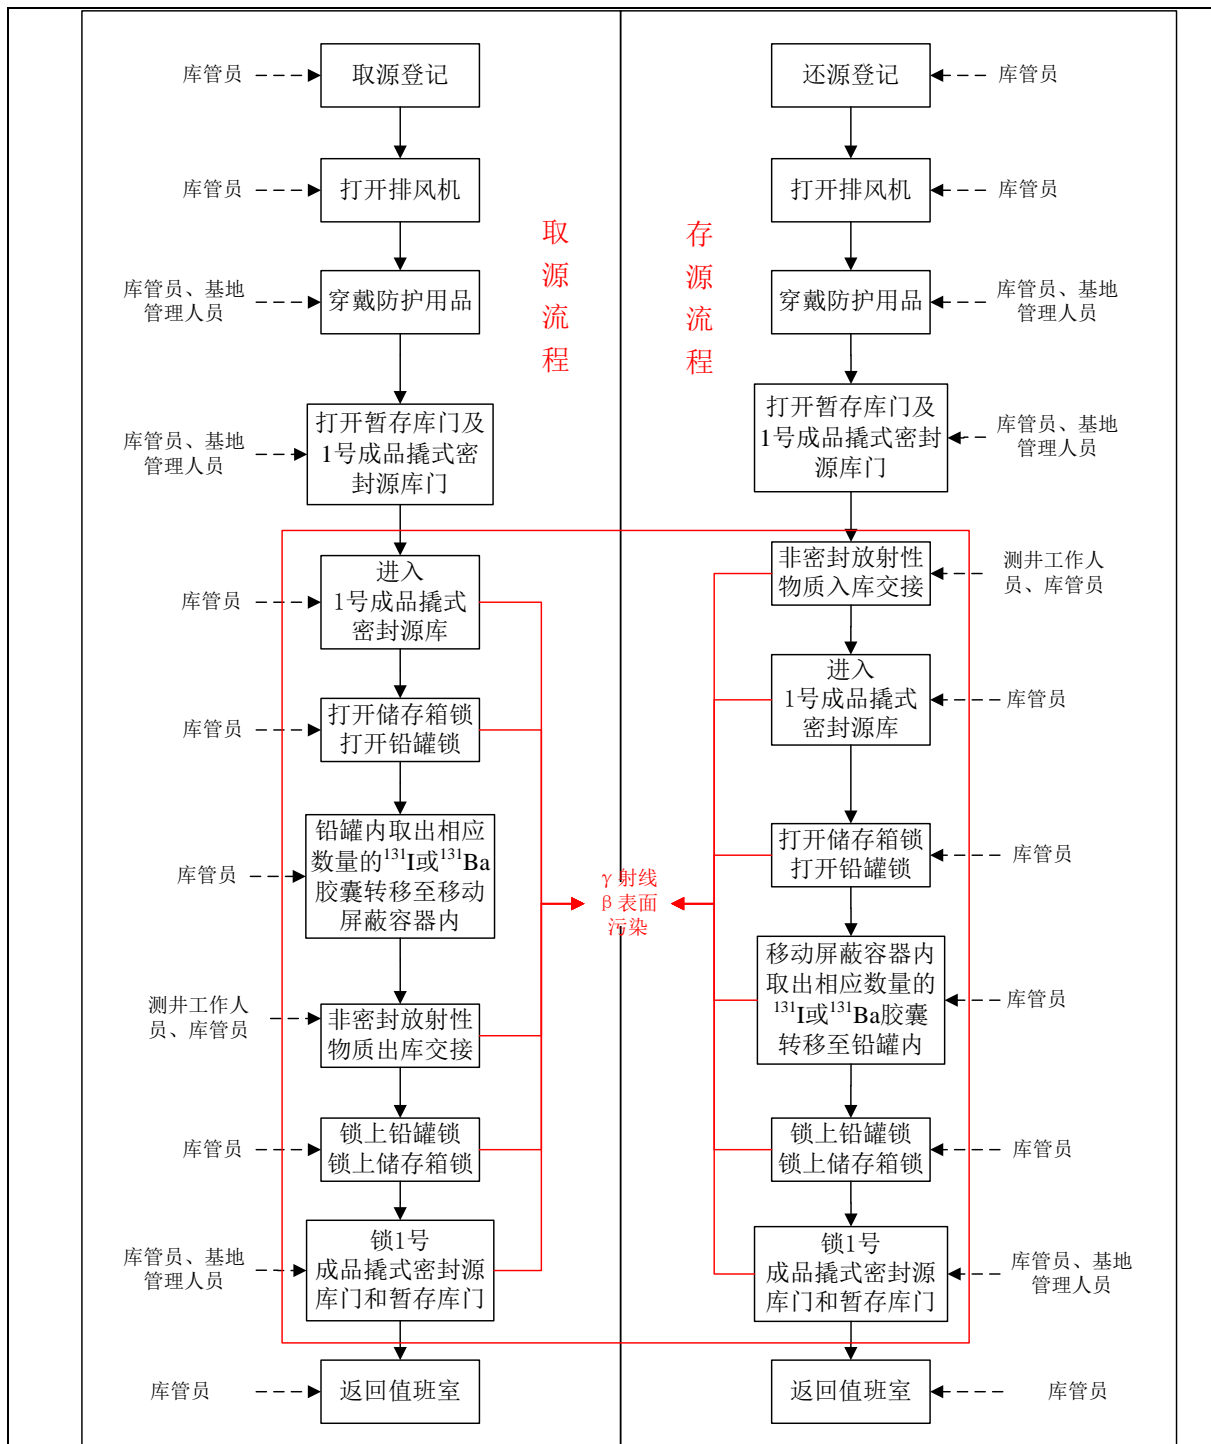 库管员
取源登记
库管员
打开排风机
库管员、基地
管理人员
穿戴防护用品
库管员、基地
管理人员
打开暂存库门及
1号成品撬式密
封源库门
库管员
进入
1号成品撬式
密封源库
库管员
打开储存箱锁
打开铅罐锁
库管员
铅罐内取出相应
数量的¹³¹I或¹³¹Ba
胶囊转移至移动
屏蔽容器内
测井工作人
员、库管员
非密封放射性
物质出库交接
库管员
锁上铅罐锁
锁上储存箱锁
库管员、基地
管理人员
锁1号
成品撬式密封源
库门和暂存库门
库管员
返回值班室
取
源
流
程
γ射线
β表面
污染
存
源
流
程
还源登记
库管员
打开排风机
库管员
穿戴防护用品
库管员、基地
管理人员
打开暂存库门及
1号成品撬式密封
源库门
库管员、基地
管理人员
非密封放射性
物质入库交接
测井工作人
员、库管员
进入
1号成品撬式
密封源库
库管员
打开储存箱锁
打开铅罐锁
库管员
移动屏蔽容器内
取出相应数量的
¹³¹I或¹³¹Ba胶囊
转移至铅罐内
库管员
锁上铅罐锁
锁上储存箱锁
库管员
锁1号
成品撬式密封源
库门和暂存库门
库管员、基地
管理人员
返回值班室
库管员